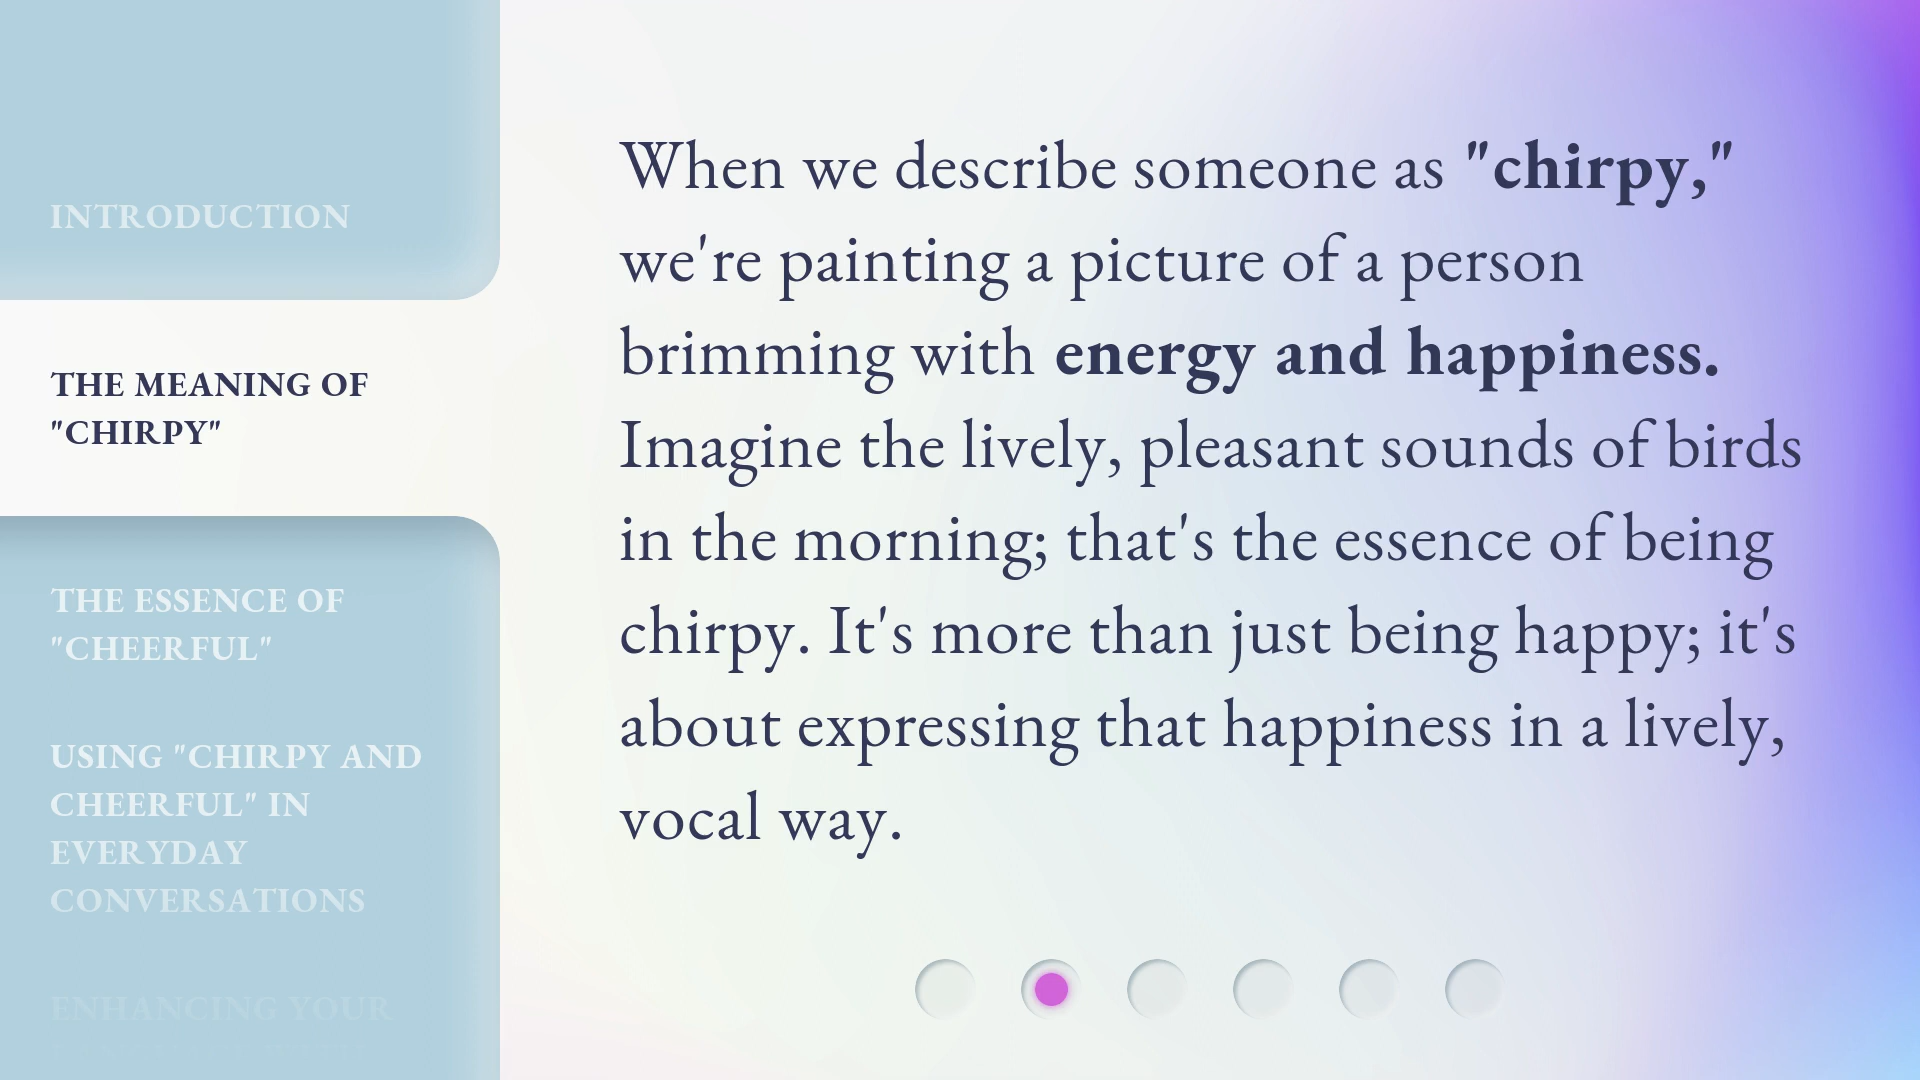 INTRODUCTION
THE MEANING OF
"CHIRPY"
THE ESSENCE OF
"CHEERFUL"
USING "CHIRPY AND
CHEERFUL" IN
EVERYDAY
CONVERSATIONS
ENHANCING YOUR
When we describe someone as "chirpy,"
we're painting a picture of a person
brimming with energy and happiness.
Imagine the lively, pleasant sounds of birds
in the morning; that's the essence of being
chirpy. It's more than just being happy; it's
about expressing that happiness in a lively,
vocal way.